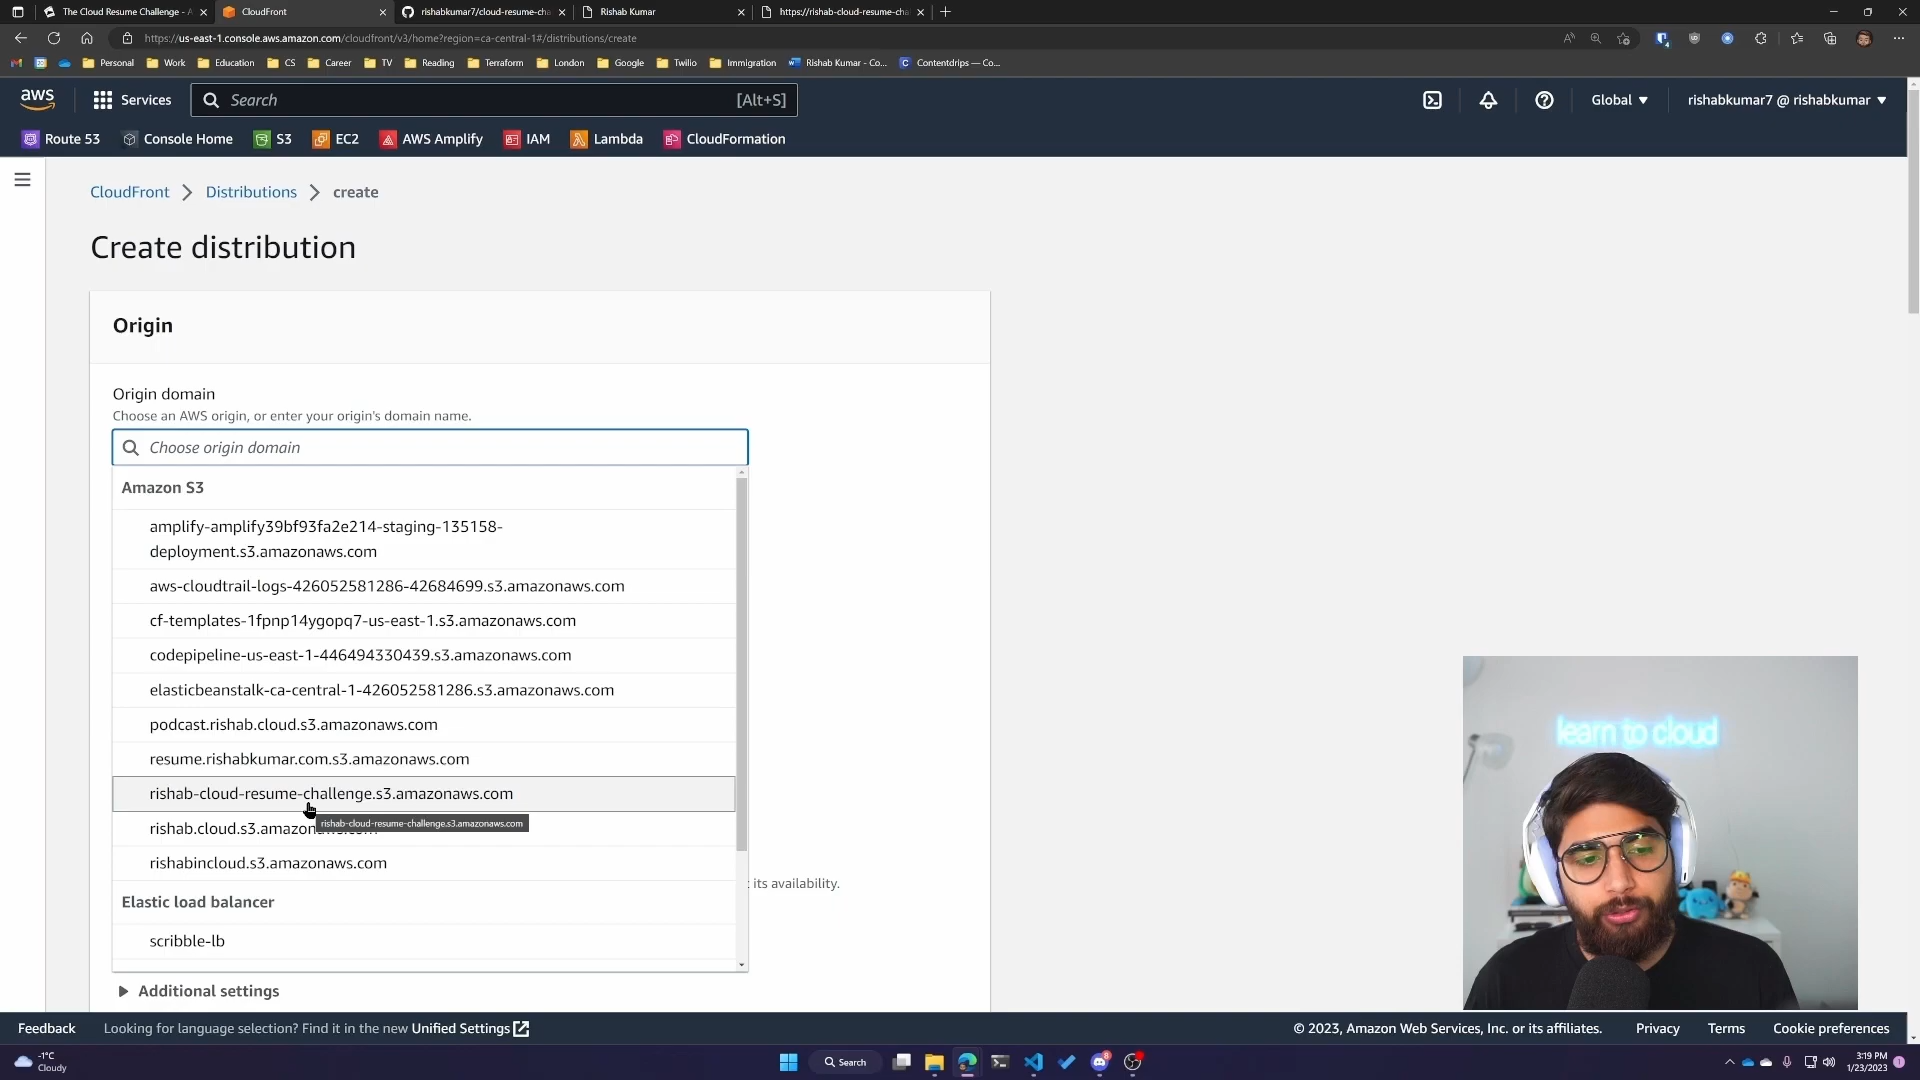 The Cloud Resume Challenge - A
CloudFront
rishabkumar7/cloud-resume-cha
Rishab Kumar
https://rishab-cloud-resume-cha
https://us-east-1.console.aws.amazon.com/cloudfront/v3/home?region=ca-central-1#/distributions/create
Personal
Work
Education
CS
Career
TV
Reading
Terraform
London
Google
Twilio
Immigration
Rishab Kumar - Co...
Contentdrips — Co...
aws
Services
Search
[Alt+S]
Global
rishabkumar7 @ rishabkumar
Route 53
Console Home
S3
EC2
AWS Amplify
IAM
Lambda
CloudFormation
CloudFront > Distributions > create
Create distribution
Origin
Origin domain
Choose an AWS origin, or enter your origin's domain name.
Choose origin domain
Amazon S3
amplify-amplify39bf93fa2e214-staging-135158-
deployment.s3.amazonaws.com
aws-cloudtrail-logs-426052581286-42684699.s3.amazonaws.com
cf-templates-1fpnp14ygopq7-us-east-1.s3.amazonaws.com
codepipeline-us-east-1-446494330439.s3.amazonaws.com
elasticbeanstalk-ca-central-1-426052581286.s3.amazonaws.com
podcast.rishab.cloud.s3.amazonaws.com
resume.rishabkumar.com.s3.amazonaws.com
rishab-cloud-resume-challenge.s3.amazonaws.com
rishab-cloud-resume-challenge.s3.amazonaws.com
rishab.cloud.s3.amazonaws.com
rishabincloud.s3.amazonaws.com
its availability.
Elastic load balancer
scribble-lb
Additional settings
learn to cloud
Feedback
Looking for language selection? Find it in the new Unified Settings
© 2023, Amazon Web Services, Inc. or its affiliates.
Privacy
Terms
Cookie preferences
-1°C
Cloudy
Search
3:19 PM
1/23/2023